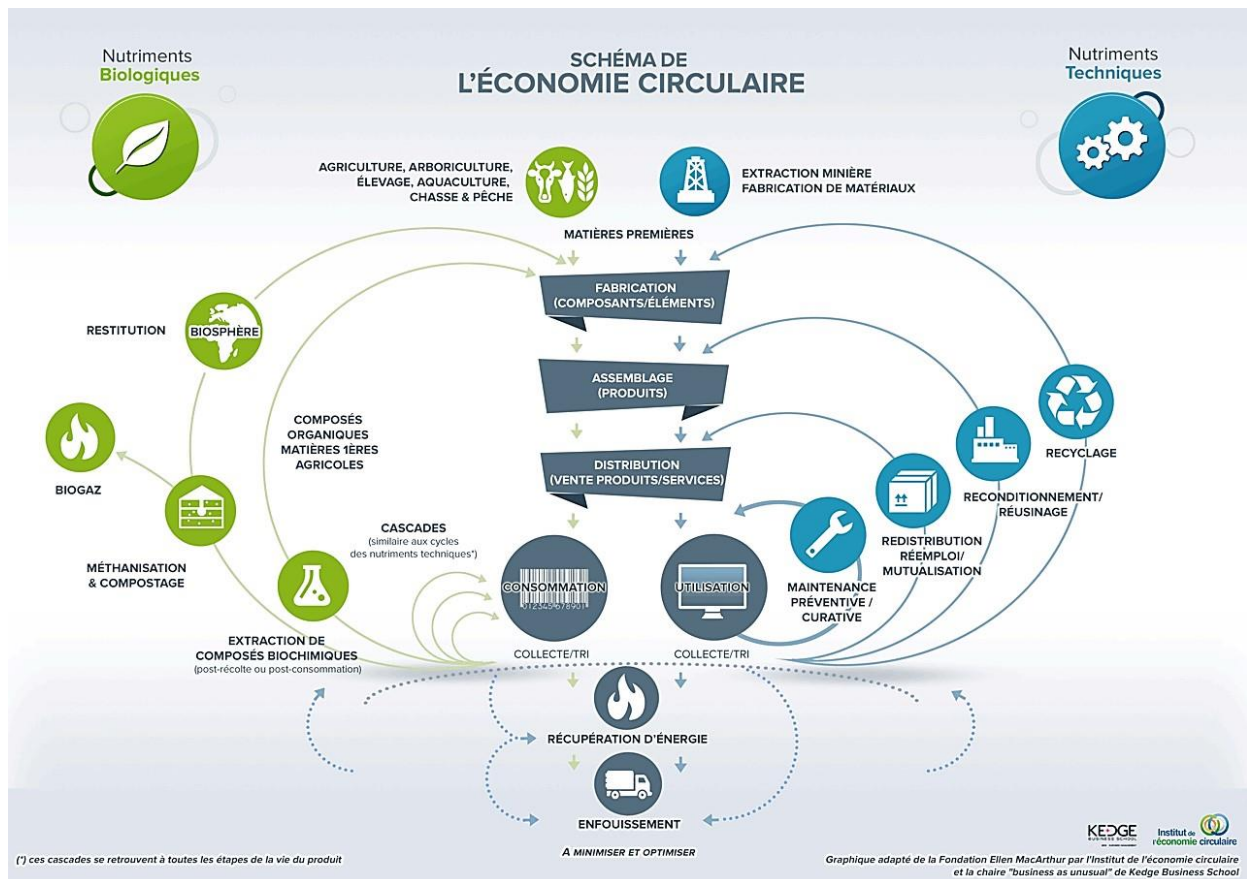 Nutriments
Biologiques
SCHÉMA DE
L'ÉCONOMIE CIRCULAIRE
Nutriments
Techniques
AGRICULTURE, ARBORICULTURE,
ÉLEVAGE, AQUACULTURE,
CHASSE & PÊCHE
EXTRACTION MINIÈRE
FABRICATION DE MATÉRIAUX
MATIÈRES PREMIÈRES
FABRICATION
(COMPOSANTS/ÉLÉMENTS)
RESTITUTION
BIOSPHÈRE
ASSEMBLAGE
(PRODUITS)
COMPOSÉS
ORGANIQUES
MATIÈRES 1ÈRES
AGRICOLES
RECYCLAGE
DISTRIBUTION
(VENTE PRODUITS/SERVICES)
BIOGAZ
RECONDITIONNEMENT/
RÉUSINAGE
CASCADES
(similaire aux cycles
des nutriments techniques*)
REDISTRIBUTION
RÉEMPLOI/
MUTUALISATION
MÉTHANISATION
& COMPOSTAGE
CONSOMMATION
012345678901
UTILISATION
MAINTENANCE
PRÉVENTIVE /
CURATIVE
EXTRACTION DE
COMPOSÉS BIOCHIMIQUES
(post-récolte ou post-consommation)
COLLECTE/TRI
COLLECTE/TRI
RÉCUPÉRATION D'ÉNERGIE
ENFOUISSEMENT
A MINIMISER ET OPTIMISER
KEDGE
BUSINESS SCHOOL
Institut de
l'économie circulaire
(*) ces cascades se retrouvent à toutes les étapes de la vie du produit
Graphique adapté de la Fondation Ellen MacArthur par l'Institut de l'économie circulaire
et la chaire "business as unusual" de Kedge Business School